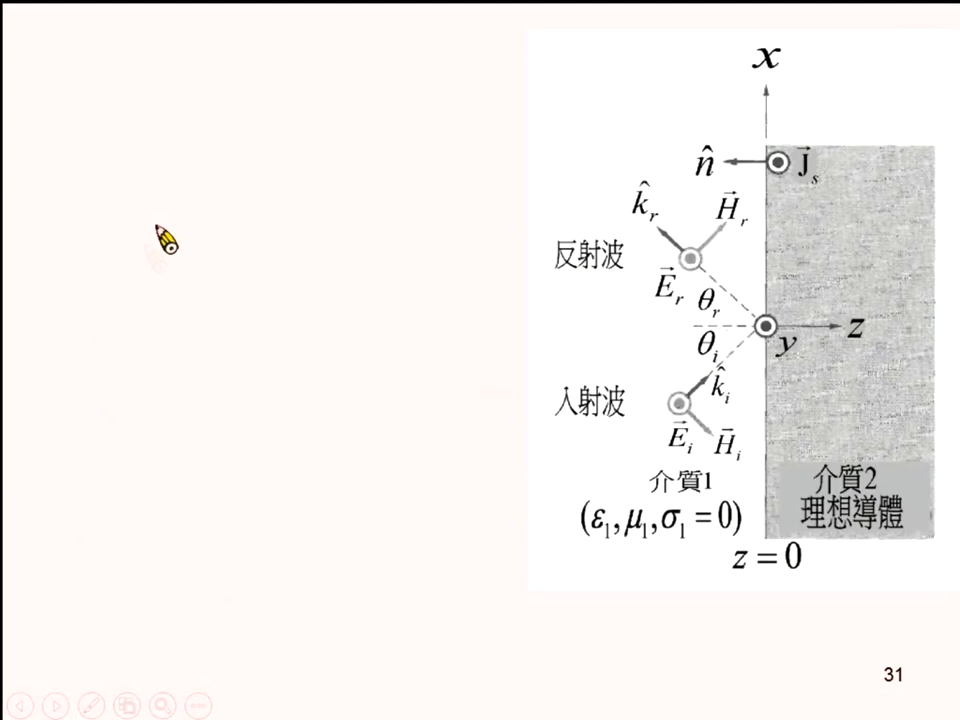 x
n̂ J⃗ₛ
k̂ᵣ H⃗ᵣ
反射波
E⃗ᵣ θᵣ
z
y
θᵢ
k̂ᵢ
入射波
E⃗ᵢ H⃗ᵢ
介質1
(ε₁,μ₁,σ₁=0)
介質2
理想導體
z=0
31